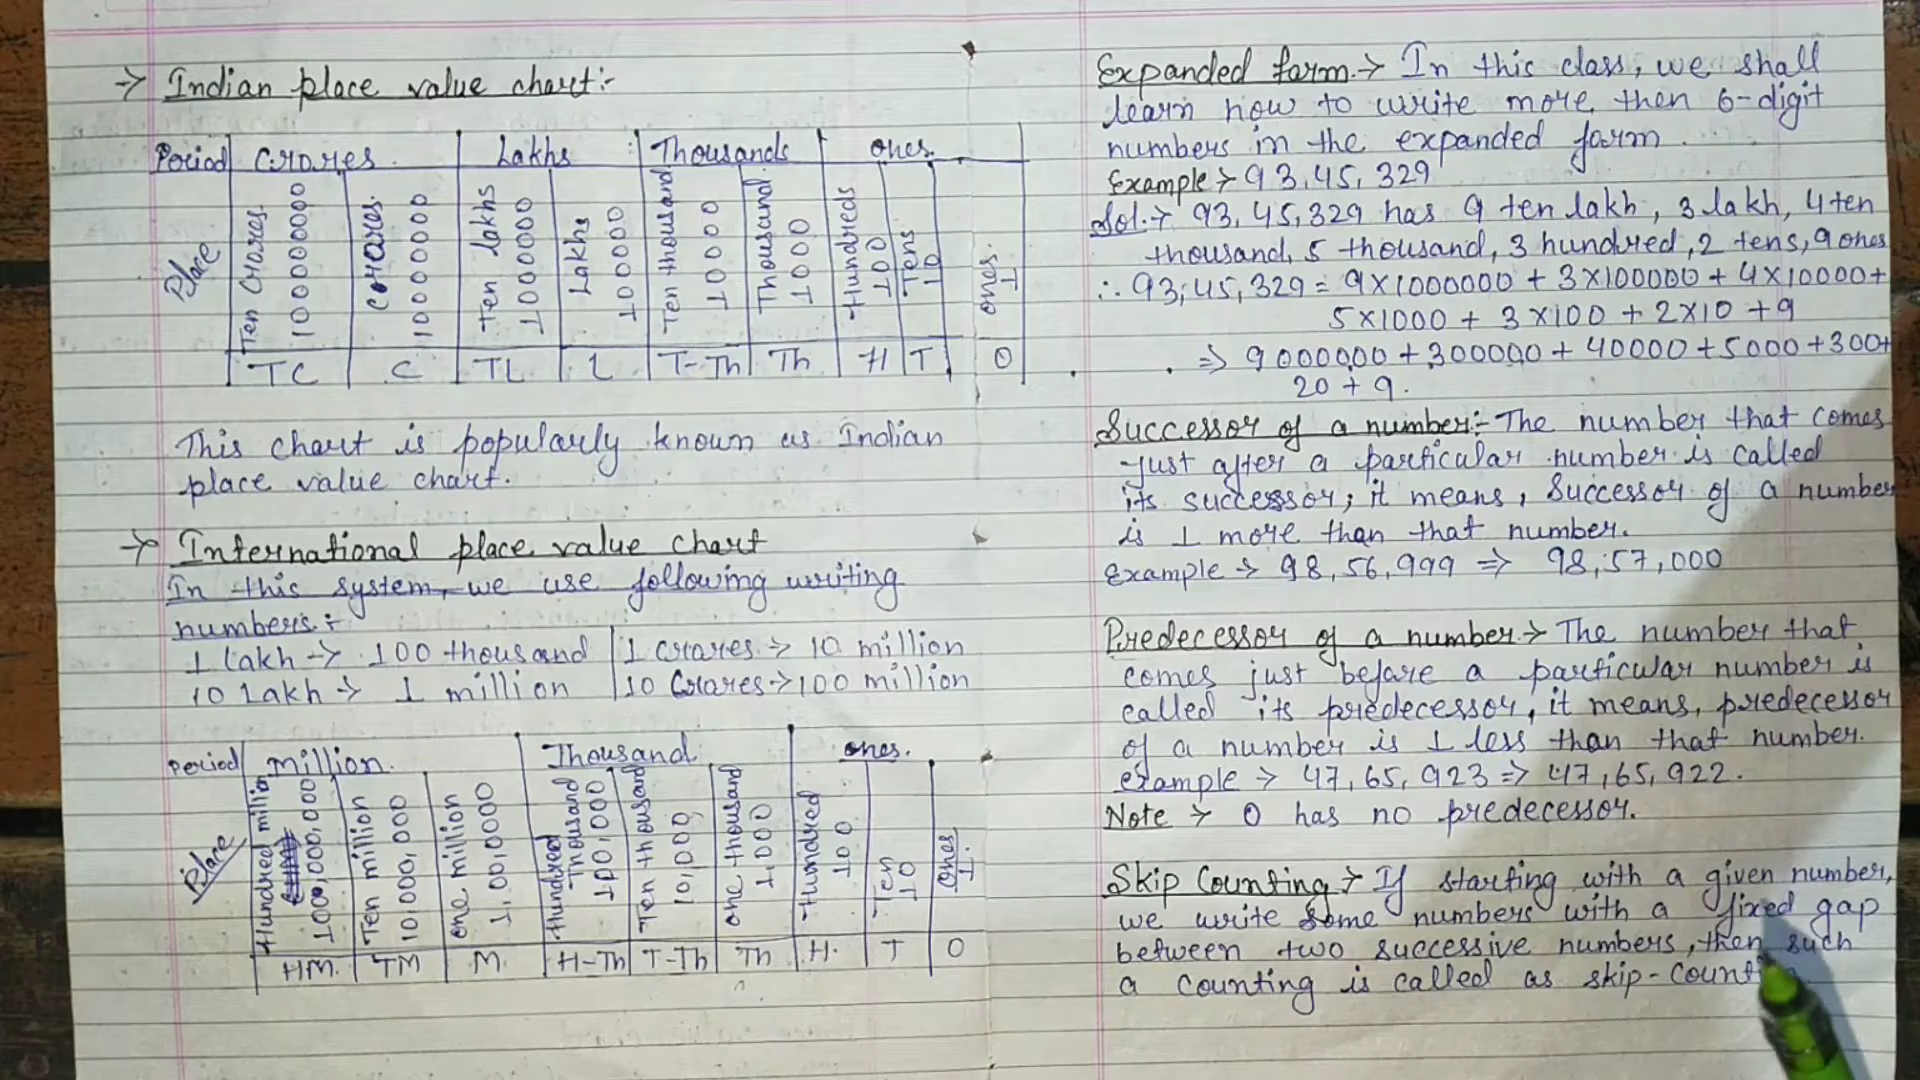 → Indian place value chart:-
Period Crores. Lakhs Thousands ones.
Place
Ten Crores. 100000000
Crores. 10000000
Ten lakhs 1000000
Lakhs 100000
Ten thousand 10000
Thousand 1000
Hundreds 100
Tens 10
ones. 1
TC C TL L T-Th Th H T O
This chart is popularly known as Indian
place value chart.
→ International place value chart
In this system, we use following writing
numbers:-
1 Lakh → 100 thousand | 1 crores → 10 million
10 Lakh → 1 million | 10 Crores → 100 million
Period million. Thousand ones.
Place
Hundred million 100,000,000
Ten million 10,000,000
one million 1,00,0000
Hundred Thousand 100,000
Ten thousand 10,000
one thousand 1,000
Hundred 100
Ten 10
ones 1.
HM. TM M. H-Th T-Th Th H. T O
Expanded form.→ In this class, we shall
learn how to write more then 6-digit
numbers in the expanded form.
Example → 93,45,329
Sol.→ 93,45,329 has 9 ten lakh, 3 lakh, 4 ten
thousand, 5 thousand, 3 hundred, 2 tens, 9 ones
∴ 93,45,329 = 9×1000000 + 3×100000 + 4×10000+
5×1000 + 3×100 + 2×10 + 9
⇒ 9000000 + 300000 + 40000 + 5000 + 300+
20 + 9.
Successor of a number:- The number that comes
just after a particular number is called
its successor; it means, Successor of a number
is 1 more than that number.
Example → 98,56,999 ⇒ 98,57,000
Predecessor of a number → The number that
comes just before a particular number is
called its predecessor, it means, predecessor
of a number is 1 less than that number.
example → 47,65,923 ⇒ 47,65,922.
Note → 0 has no predecessor.
Skip Counting → If starting with a given number,
we write some numbers with a fixed gap
between two successive numbers, then such
a counting is called as skip-Count